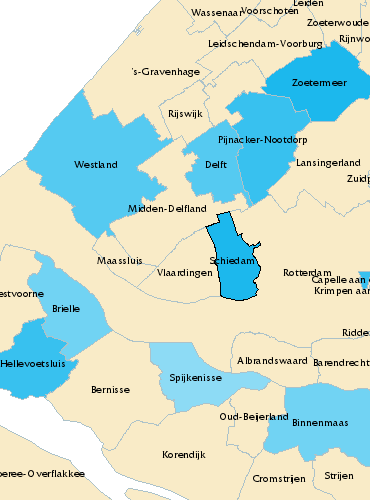 Leiden
Wassenaar
Voorschoten
Zoeterwoude
Leidschendam-Voorburg
Rijnwo
's-Gravenhage
Zoetermeer
Rijswijk
Pijnacker-Nootdorp
Westland
Delft
Lansingerland
Zuidp
Midden-Delfland
Maassluis
Schiedam
Vlaardingen
Rotterdam
Capelle aan
Krimpen aan
estvoorne
Brielle
Ridde
Albrandswaard
Barendrecht
Hellevoetsluis
Spijkenisse
Bernisse
Oud-Beijerland
Binnenmaas
Korendijk
peree-Overflakkee
Cromstrijen
Strijen